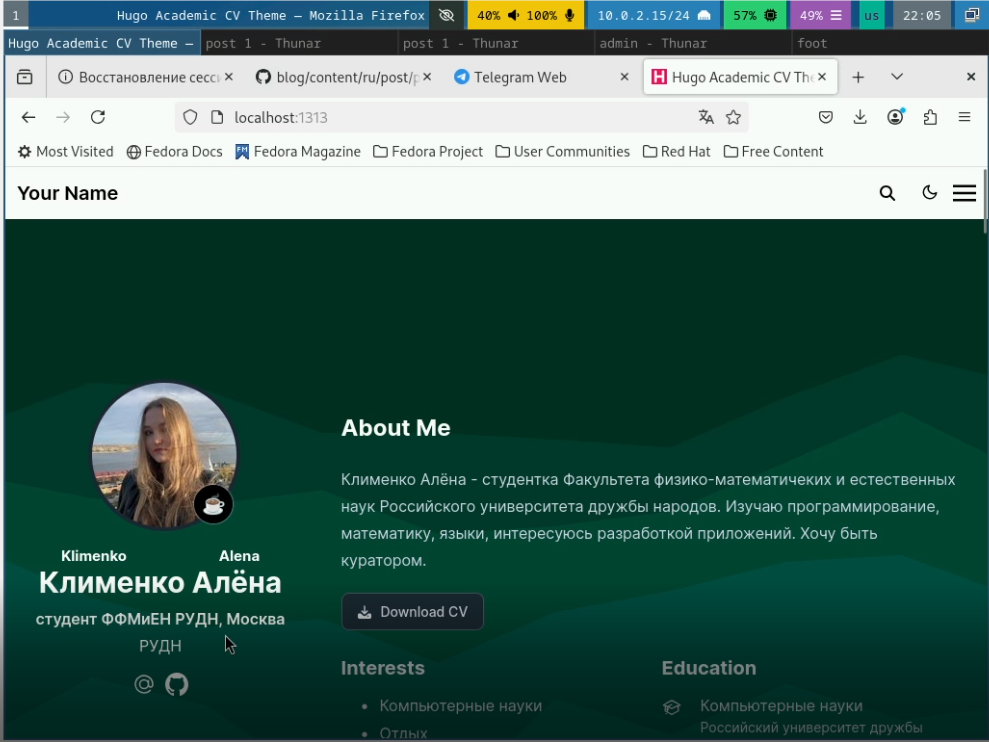 1 Hugo Academic CV Theme — Mozilla Firefox 40% 100% 10.0.2.15/24 57% 49% us 22:05
Hugo Academic CV Theme — post 1 - Thunar post 1 - Thunar admin - Thunar foot
Восстановление сесс blog/content/ru/post/p Telegram Web Hugo Academic CV The
localhost:1313
Most Visited Fedora Docs Fedora Magazine Fedora Project User Communities Red Hat Free Content
Your Name
About Me
Клименко Алёна - студентка Факультета физико-математичеких и естественных
наук Российского университета дружбы народов. Изучаю программирование,
математику, языки, интересуюсь разработкой приложений. Хочу быть
куратором.
Download CV
Klimenko Alena
Клименко Алёна
студент ФФМиЕН РУДН, Москва
РУДН
Interests
Компьютерные науки
Отдых
Education
Компьютерные науки
Российский университет дружбы